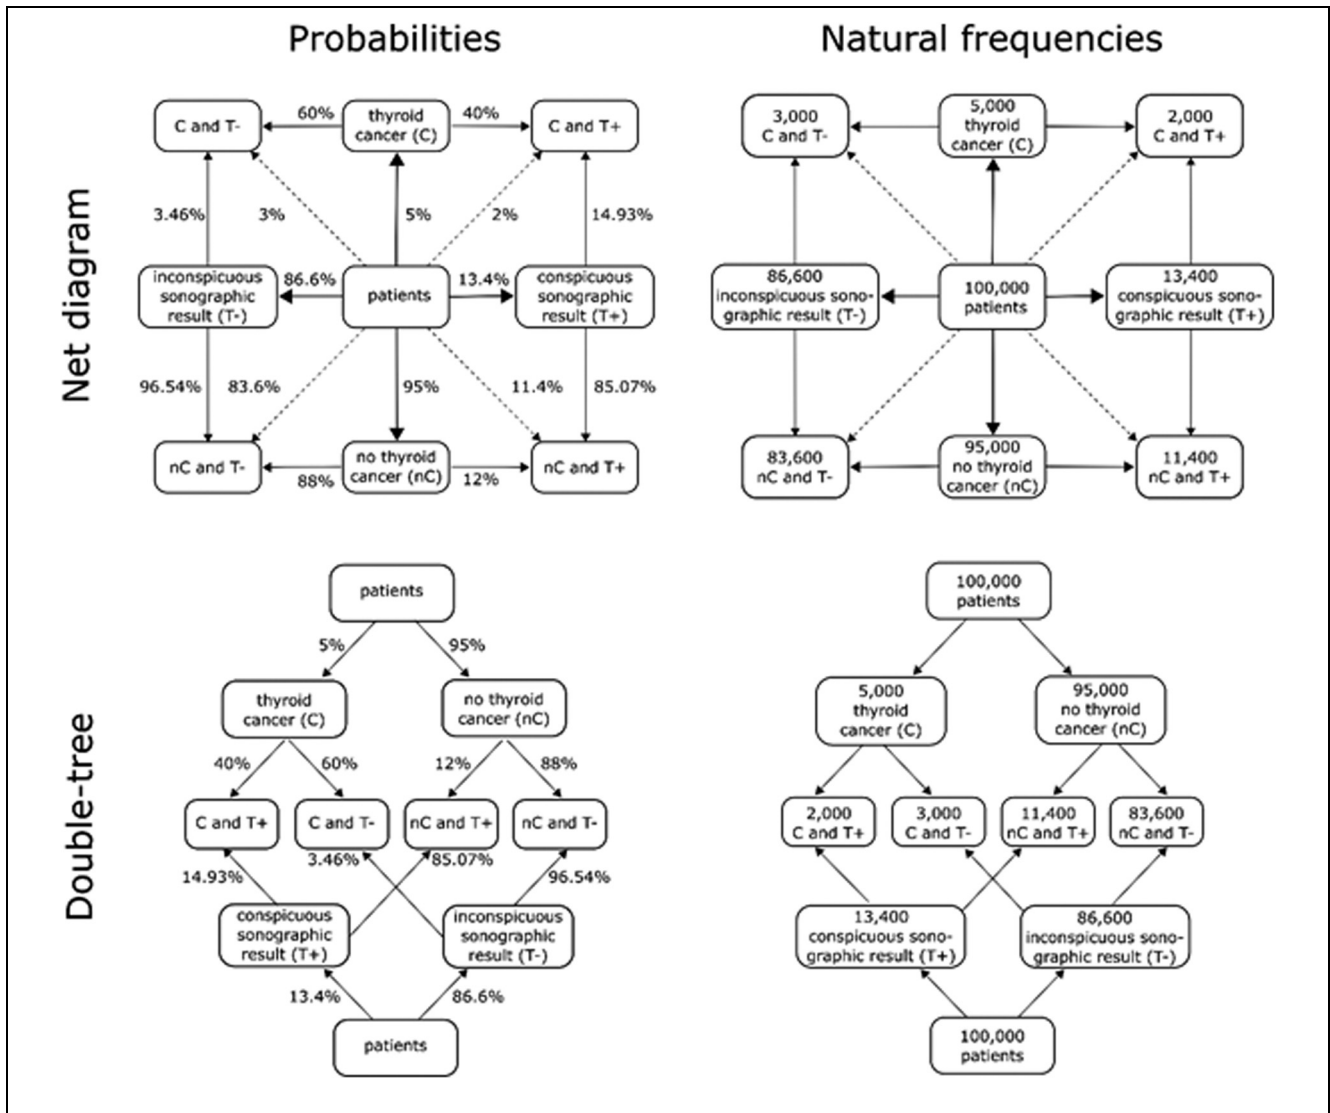 Probabilities
Natural frequencies
Net diagram
C and T-
60%
thyroid
cancer (C)
40%
C and T+
3.46%
3%
5%
2%
14.93%
inconspicuous
sonographic
result (T-)
86.6%
patients
13.4%
conspicuous
sonographic
result (T+)
96.54%
83.6%
95%
11.4%
85.07%
nC and T-
88%
no thyroid
cancer (nC)
12%
nC and T+
3,000
C and T-
5,000
thyroid
cancer (C)
2,000
C and T+
86,600
inconspicuous sono-
graphic result (T-)
100,000
patients
13,400
conspicuous sono-
graphic result (T+)
83,600
nC and T-
95,000
no thyroid
cancer (nC)
11,400
nC and T+
Double-tree
patients
5%
95%
thyroid
cancer (C)
no thyroid
cancer (nC)
40%
60%
12%
88%
C and T+
C and T-
nC and T+
nC and T-
14.93%
3.46%
85.07%
96.54%
conspicuous
sonographic
result (T+)
inconspicuous
sonographic
result (T-)
13.4%
86.6%
patients
100,000
patients
5,000
thyroid
cancer (C)
95,000
no thyroid
cancer (nC)
2,000
C and T+
3,000
C and T-
11,400
nC and T+
83,600
nC and T-
13,400
conspicuous sono-
graphic result (T+)
86,600
inconspicuous sono-
graphic result (T-)
100,000
patients